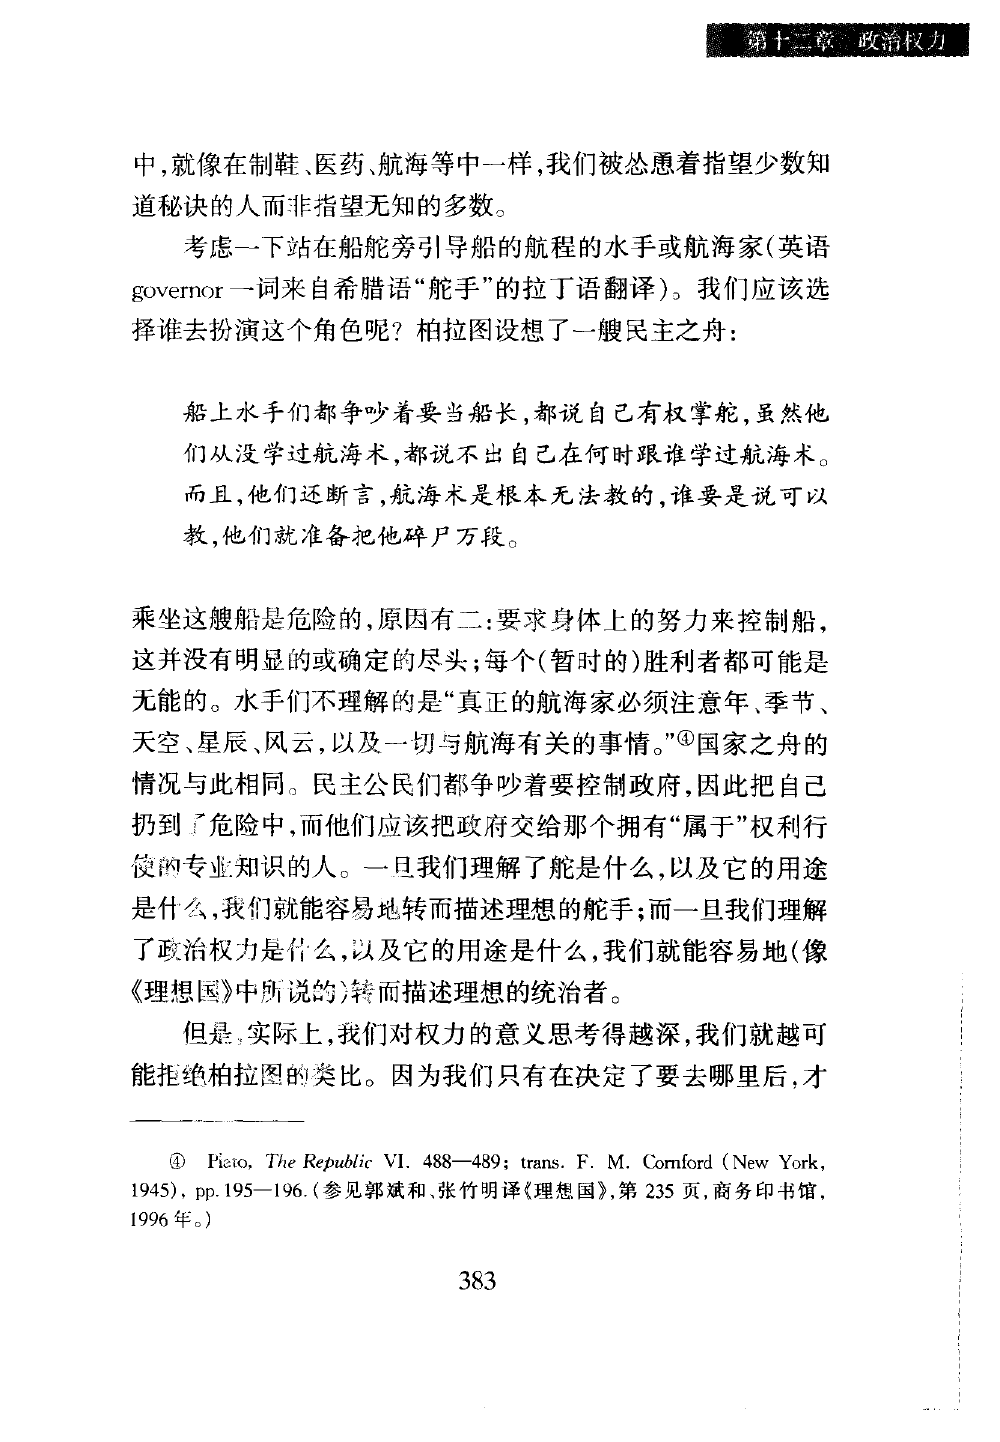 第十二章 政治权力
中,就像在制鞋、医药、航海等中一样,我们被怂恿着指望少数知
道秘诀的人而非指望无知的多数。
考虑一下站在船舵旁引导船的航程的水手或航海家(英语
governor 一词来自希腊语“舵手”的拉丁语翻译)。我们应该选
择谁去扮演这个角色呢? 柏拉图设想了一艘民主之舟:
船上水手们都争吵着要当船长,都说自己有权掌舵,虽然他
们从没学过航海术,都说不出自己在何时跟谁学过航海术。
而且,他们还断言,航海术是根本无法教的,谁要是说可以
教,他们就准备把他碎尸万段。
乘坐这艘船是危险的,原因有二:要求身体上的努力来控制船,
这并没有明显的或确定的尽头;每个(暂时的)胜利者都可能是
无能的。水手们不理解的是“真正的航海家必须注意年、季节、
天空、星辰、风云,以及一切与航海有关的事情。”④国家之舟的
情况与此相同。民主公民们都争吵着要控制政府,因此把自己
扔到了危险中,而他们应该把政府交给那个拥有“属于”权利行
使的专业知识的人。一旦我们理解了舵是什么,以及它的用途
是什么,我们就能容易地转而描述理想的舵手;而一旦我们理解
了政治权力是什么,以及它的用途是什么,我们就能容易地(像
《理想国》中所说的)转而描述理想的统治者。
但是,实际上,我们对权力的意义思考得越深,我们就越可
能拒绝柏拉图的类比。因为我们只有在决定了要去哪里后,才
④ Plato, The Republic VI. 488—489; trans. F. M. Cornford (New York,
1945), pp. 195—196. (参见郭斌和、张竹明译《理想国》,第 235 页,商务印书馆,
1996 年。)
383